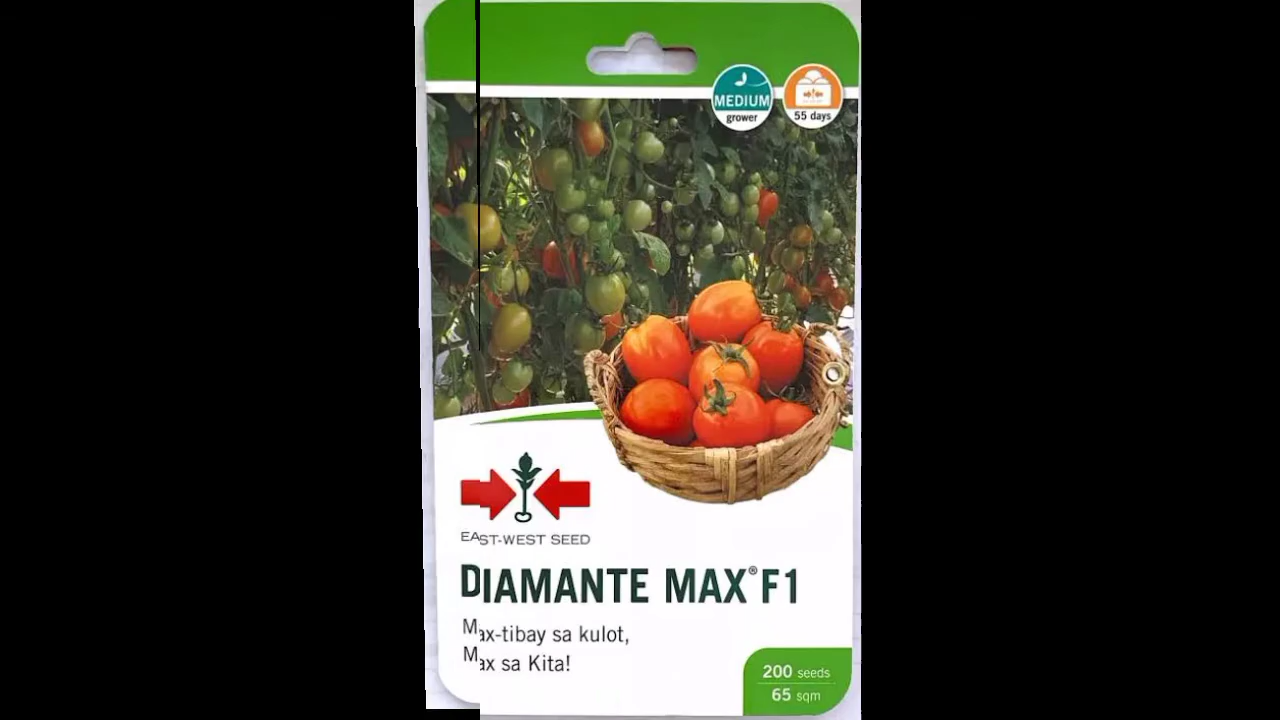 MEDIUM
grower
55 days
EAST-WEST SEED
DIAMANTE MAX® F1
Max-tibay sa kulot,
Max sa Kita!
200 seeds
65 sqm